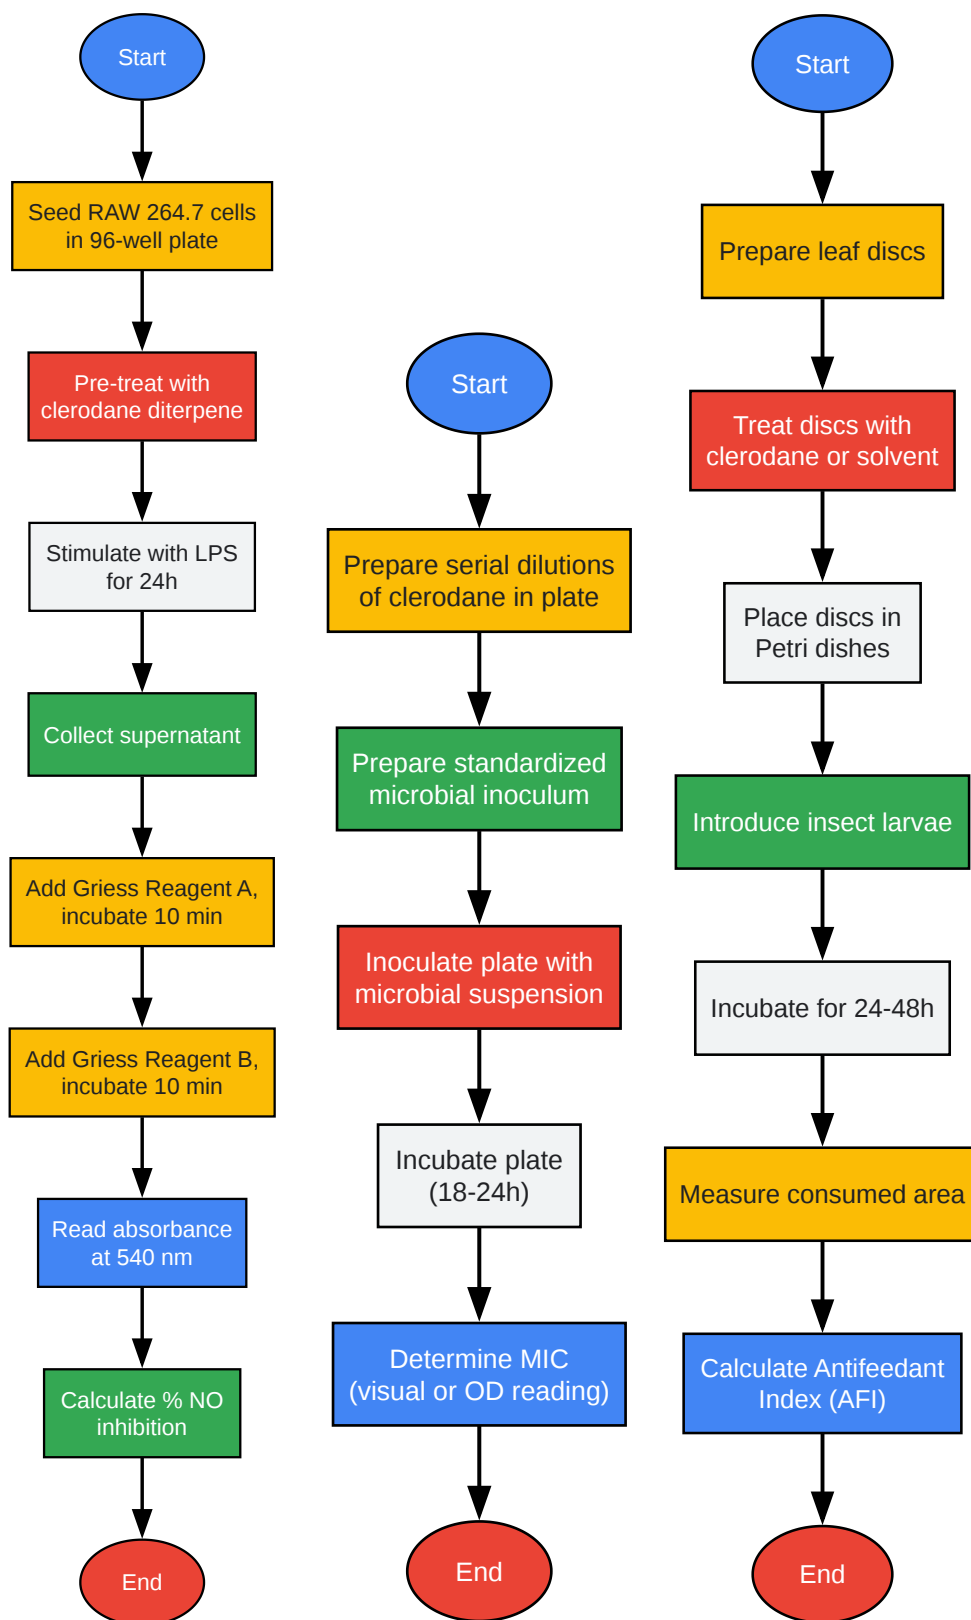 Start
Seed RAW 264.7 cells
in 96-well plate
Pre-treat with
clerodane diterpene
Stimulate with LPS
for 24h
Collect supernatant
Add Griess Reagent A,
incubate 10 min
Add Griess Reagent B,
incubate 10 min
Read absorbance
at 540 nm
Calculate % NO
inhibition
End
Start
Prepare serial dilutions
of clerodane in plate
Prepare standardized
microbial inoculum
Inoculate plate with
microbial suspension
Incubate plate
(18-24h)
Determine MIC
(visual or OD reading)
End
Start
Prepare leaf discs
Treat discs with
clerodane or solvent
Place discs in
Petri dishes
Introduce insect larvae
Incubate for 24-48h
Measure consumed area
Calculate Antifeedant
Index (AFI)
End